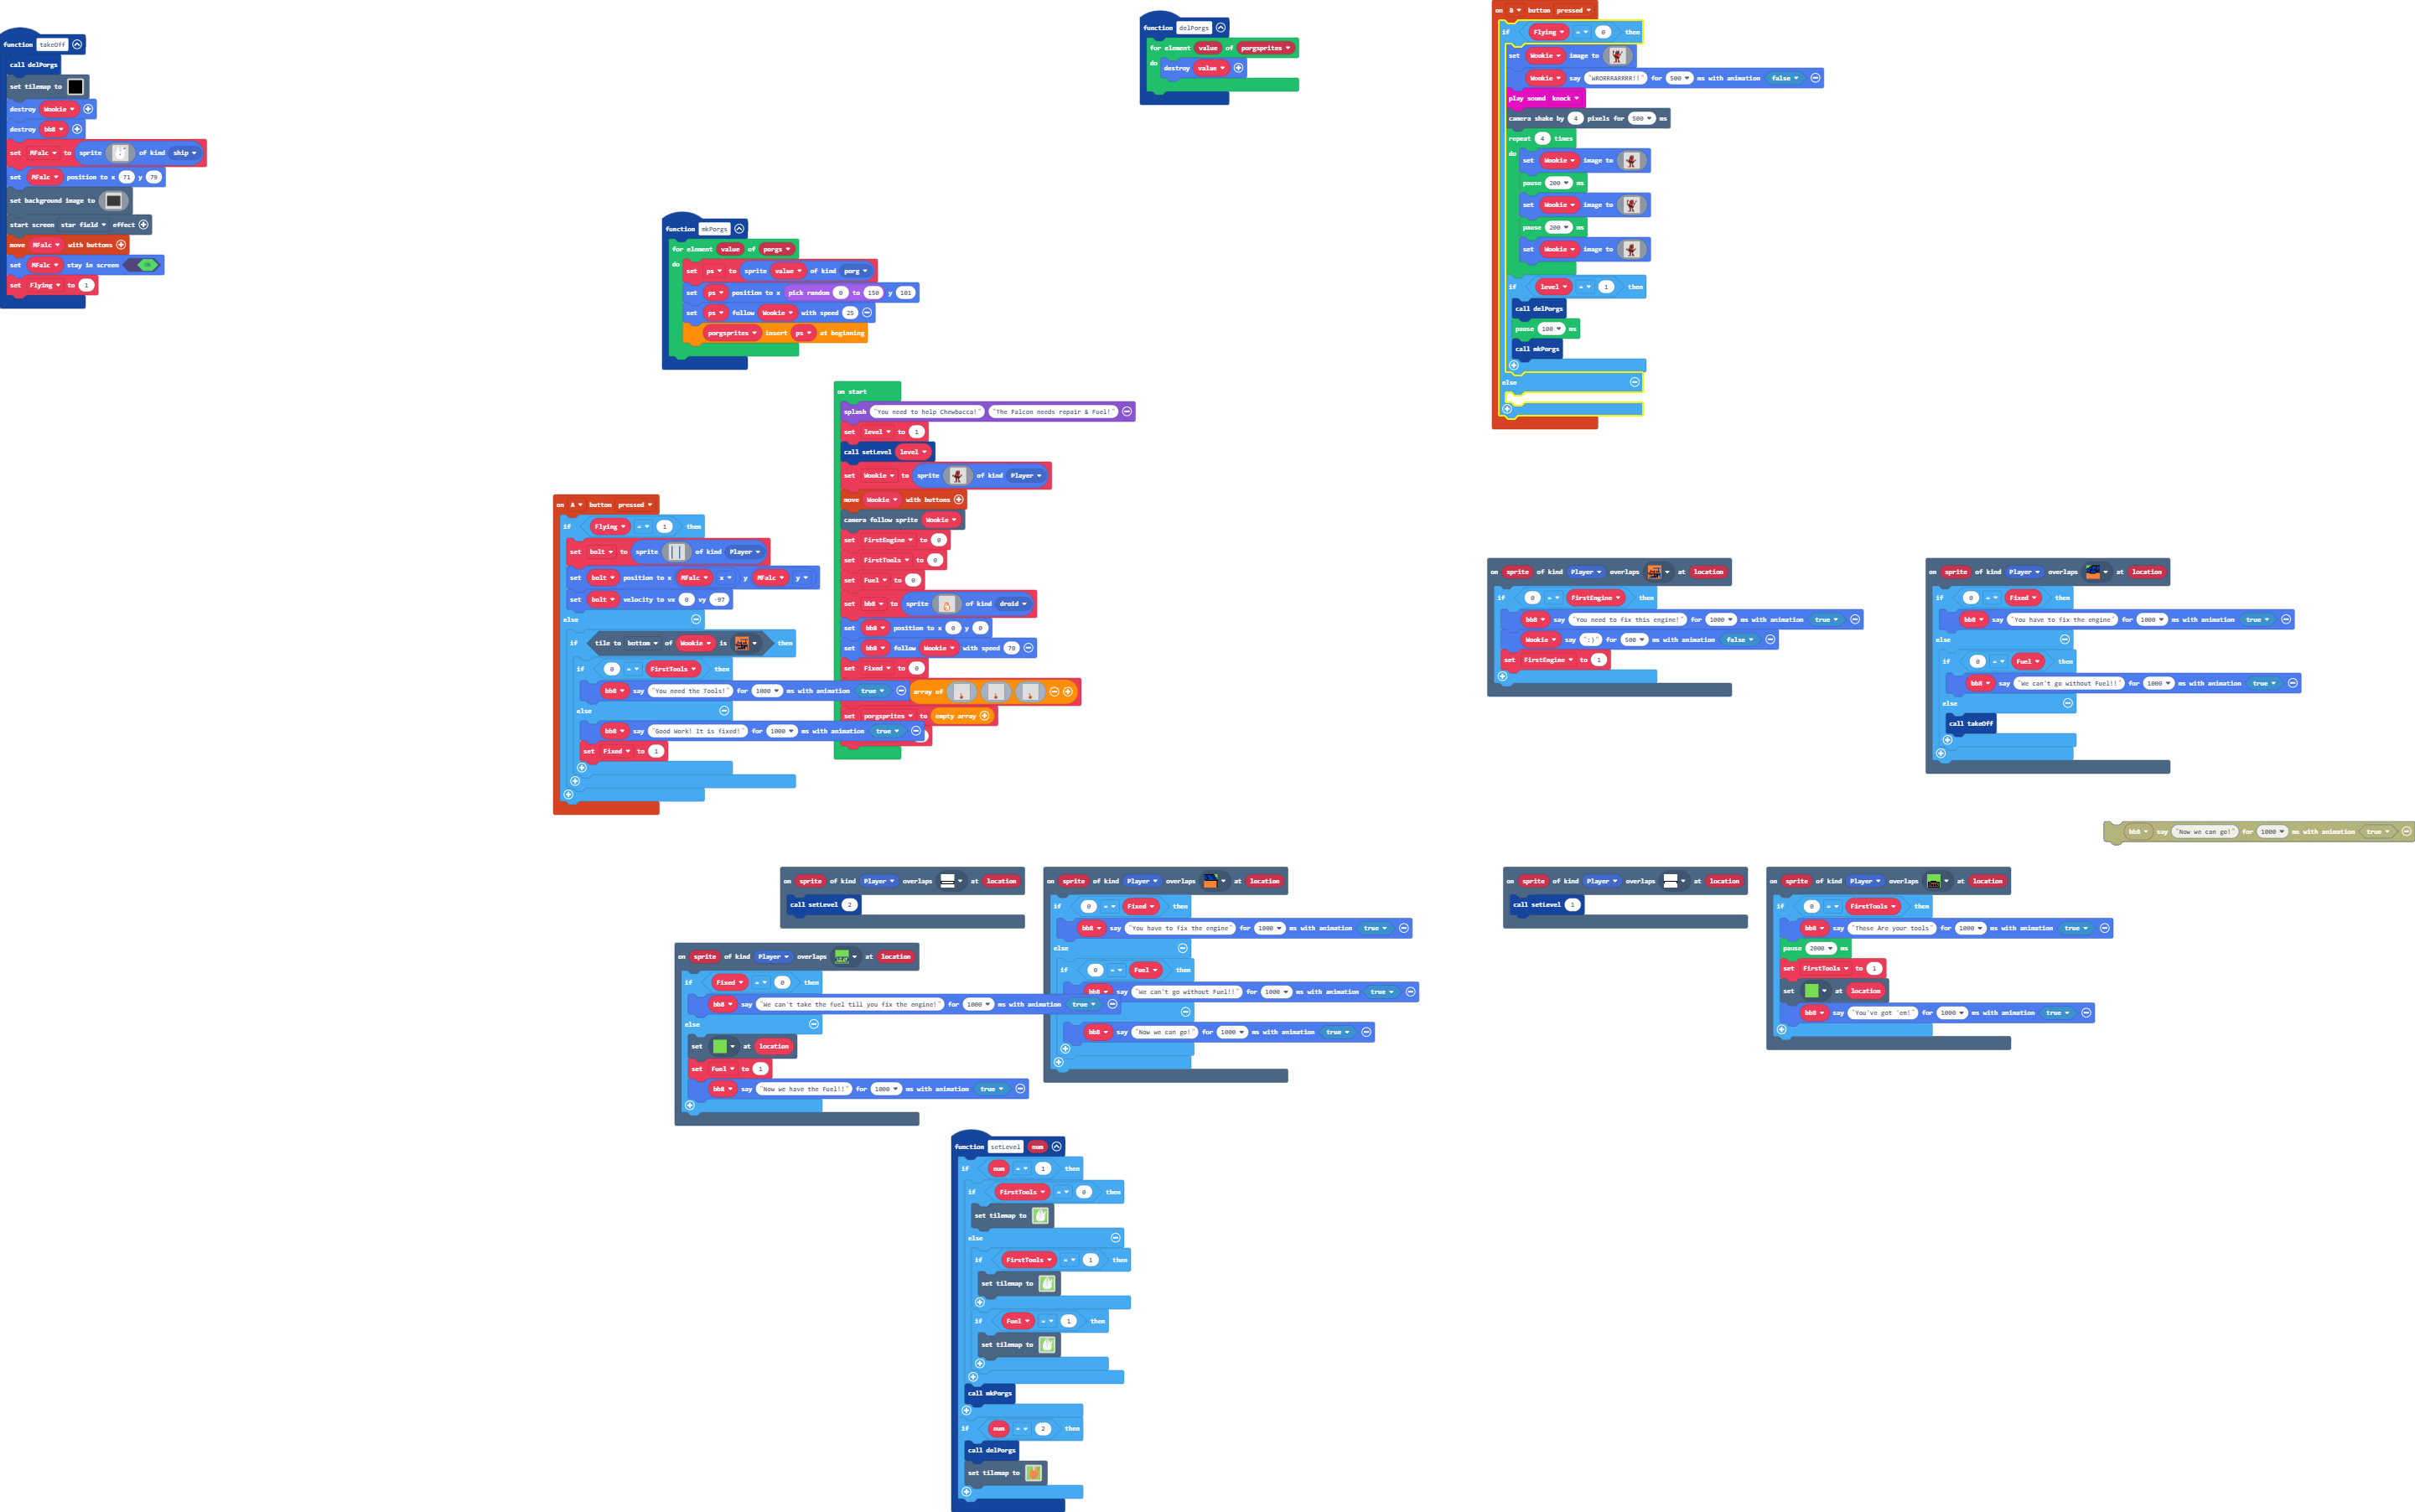 function takeOff
call delPorgs
set tilemap to
destroy Wookie
destroy bb8
set MFalc to sprite of kind ship
set MFalc position to x 71 y 79
set background image to
start screen star field effect
move MFalc with buttons
set MFalc stay in screen ON
set Flying to 1
function mkPorgs
for element value of porgs
do
set ps to sprite value of kind porg
set ps position to x pick random 0 to 150 y 101
set ps follow Wookie with speed 25
porgsprites insert ps at beginning
function delPorgs
for element value of porgsprites
do
destroy value
on B button pressed
if Flying = 0 then
set Wookie image to
Wookie say "WRORRRARRRR!!" for 500 ms with animation false
play sound knock
camera shake by 4 pixels for 500 ms
repeat 4 times
do
set Wookie image to
pause 200 ms
set Wookie image to
pause 200 ms
set Wookie image to
if level = 1 then
call delPorgs
pause 100 ms
call mkPorgs
else
on start
splash "You need to help Chewbacca!" "The Falcon needs repair & Fuel!"
set level to 1
call setLevel level
set Wookie to sprite of kind Player
move Wookie with buttons
camera follow sprite Wookie
set FirstEngine to 0
set FirstTools to 0
set Fuel to 0
set bb8 to sprite of kind droid
set bb8 position to x 0 y 0
set bb8 follow Wookie with speed 70
set Fixed to 0
array of
set porgsprites to empty array
on A button pressed
if Flying = 1 then
set bolt to sprite of kind Player
set bolt position to x MFalc x y MFalc y
set bolt velocity to vx 0 vy -97
else
if tile to bottom of Wookie is then
if 0 = FirstTools then
bb8 say "You need the Tools!" for 1000 ms with animation true
else
bb8 say "Good Work! It is fixed!" for 1000 ms with animation true
set Fixed to 1
on sprite of kind Player overlaps at location
if 0 = FirstEngine then
bb8 say "You need to fix this engine!" for 1000 ms with animation true
Wookie say ":)" for 500 ms with animation false
set FirstEngine to 1
on sprite of kind Player overlaps at location
if 0 = Fixed then
bb8 say "You have to fix the engine" for 1000 ms with animation true
else
if 0 = Fuel then
bb8 say "We can't go without Fuel!!" for 1000 ms with animation true
else
call takeOff
bb8 say "Now we can go!" for 1000 ms with animation true
on sprite of kind Player overlaps at location
call setLevel 2
on sprite of kind Player overlaps at location
if 0 = Fixed then
bb8 say "You have to fix the engine" for 1000 ms with animation true
else
if 0 = Fuel then
bb8 say "We can't go without Fuel!!" for 1000 ms with animation true
bb8 say "Now we can go!" for 1000 ms with animation true
on sprite of kind Player overlaps at location
call setLevel 1
on sprite of kind Player overlaps at location
if 0 = FirstTools then
bb8 say "These Are your tools" for 1000 ms with animation true
pause 2000 ms
set FirstTools to 1
set at location
bb8 say "You've got 'em!" for 1000 ms with animation true
on sprite of kind Player overlaps at location
if Fixed = 0 then
bb8 say "We can't take the Fuel till you fix the engine!" for 1000 ms with animation true
else
set at location
set Fuel to 1
bb8 say "Now we have the Fuel!!" for 1000 ms with animation true
function setLevel num
if num = 1 then
if FirstTools = 0 then
set tilemap to
else
if FirstTools = 1 then
set tilemap to
if Fuel = 1 then
set tilemap to
call mkPorgs
if num = 2 then
call delPorgs
set tilemap to